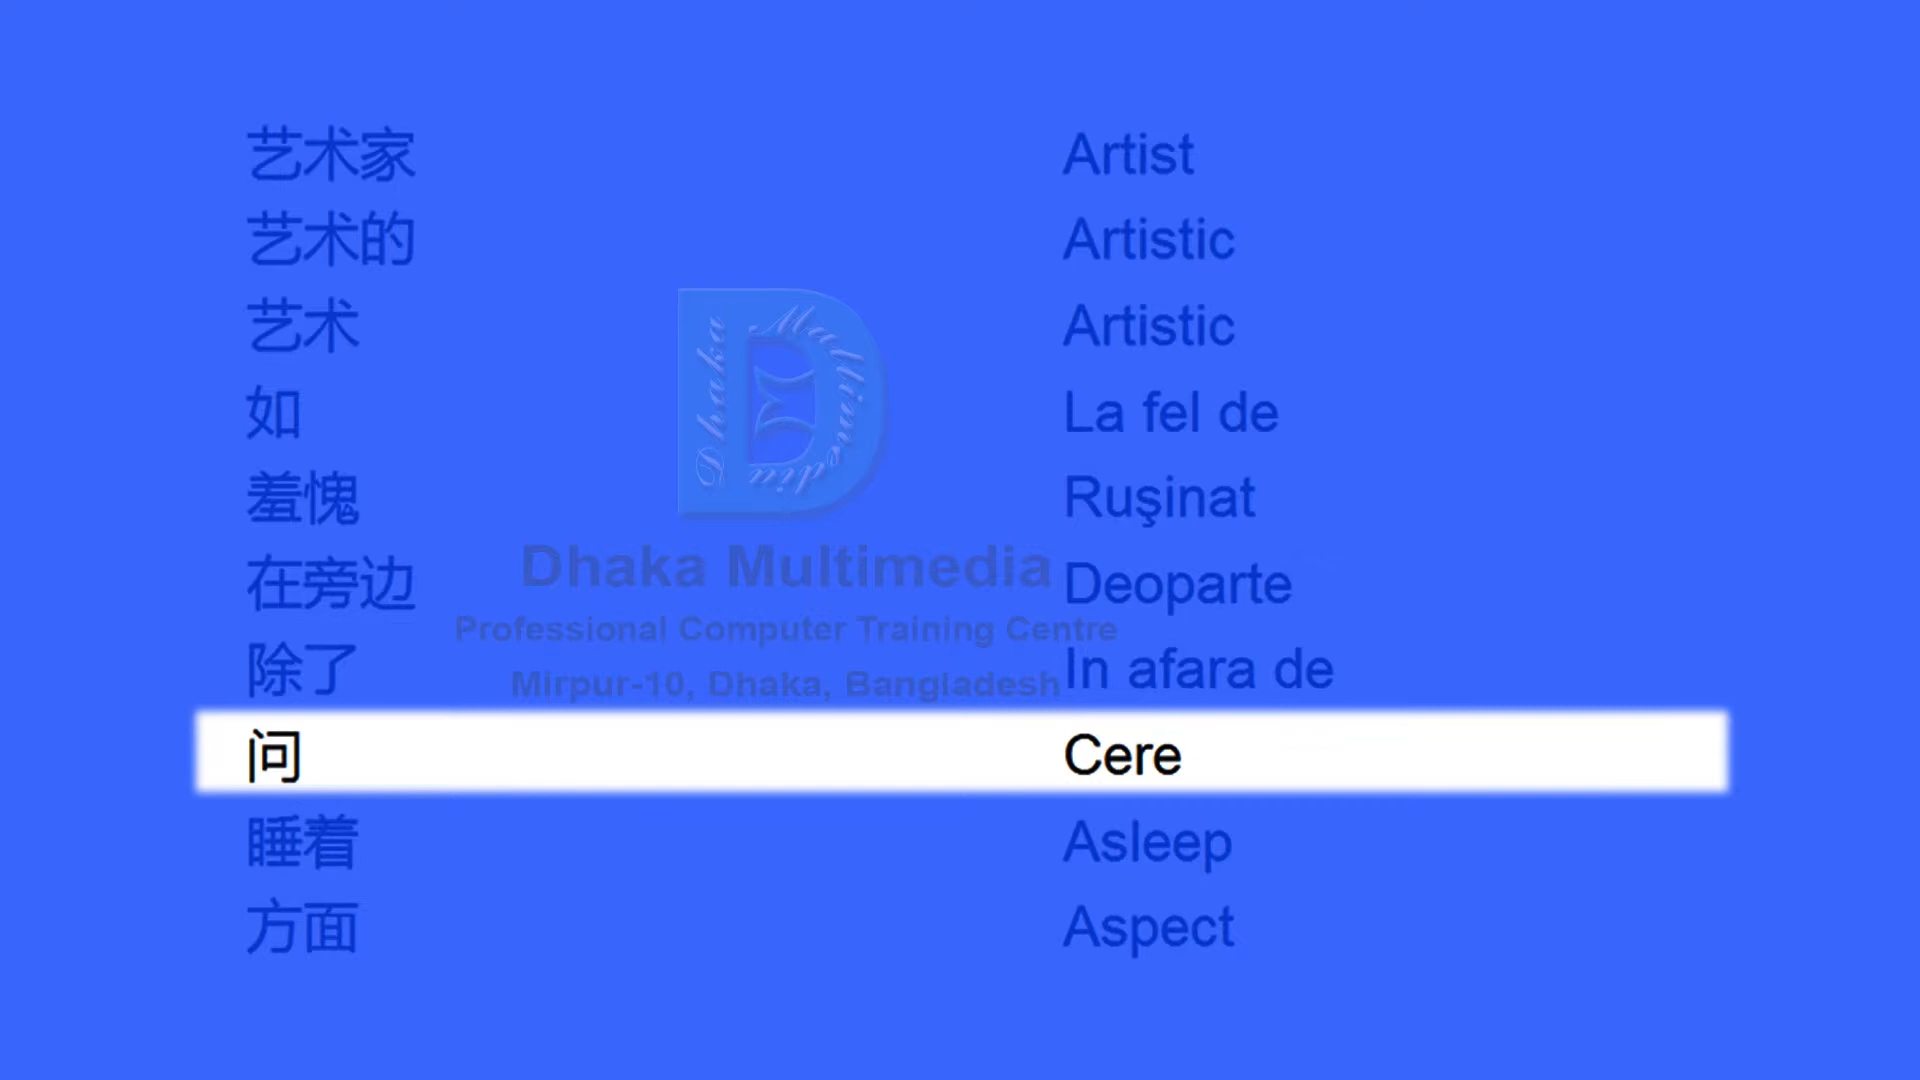 艺术家 Artist
艺术的 Artistic
艺术 Artistic
如 La fel de
羞愧 Ruşinat
在旁边 Deoparte
除了 In afara de
问 Cere
睡着 Asleep
方面 Aspect
Dhaka Multimedia
Dhaka Multimedia
Professional Computer Training Centre
Mirpur-10, Dhaka, Bangladesh